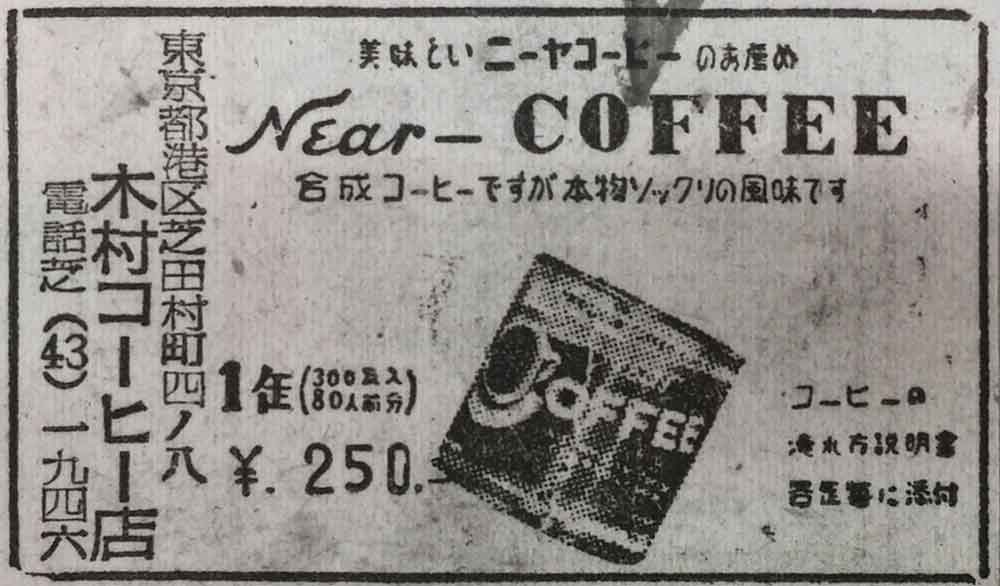 美味しいニーヤコーヒーのお産め
Near-COFFEE
合成コーヒーですが本物ソックリの風味です
1缶(300瓦入 80人前分)
¥.250.-
COFFEE
コーヒーの
淹れ方説明書
各缶毎に添付
東京都港区芝田村町四ノ八
木村コーヒー店
電話芝(43)一九四六